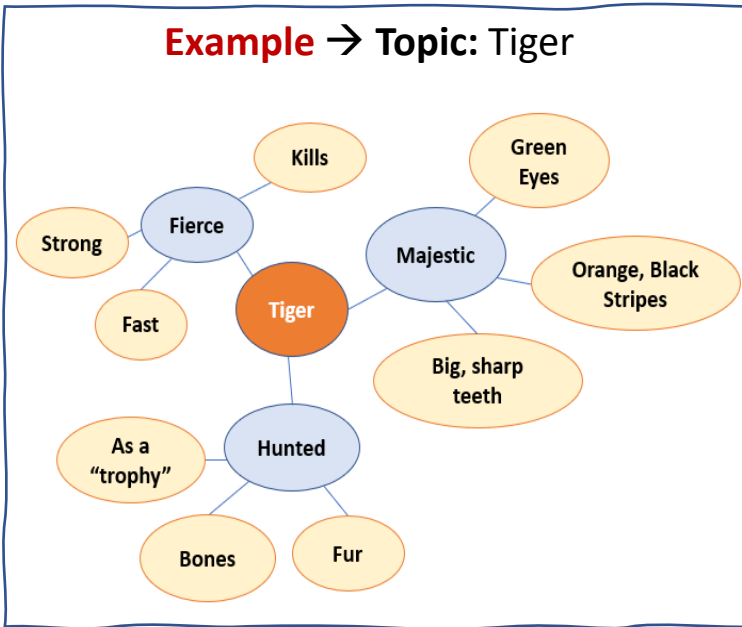 Example → Topic: Tiger
Kills
Green
Eyes
Fierce
Strong
Majestic
Orange, Black
Stripes
Tiger
Fast
Big, sharp
teeth
As a
“trophy”
Hunted
Bones
Fur